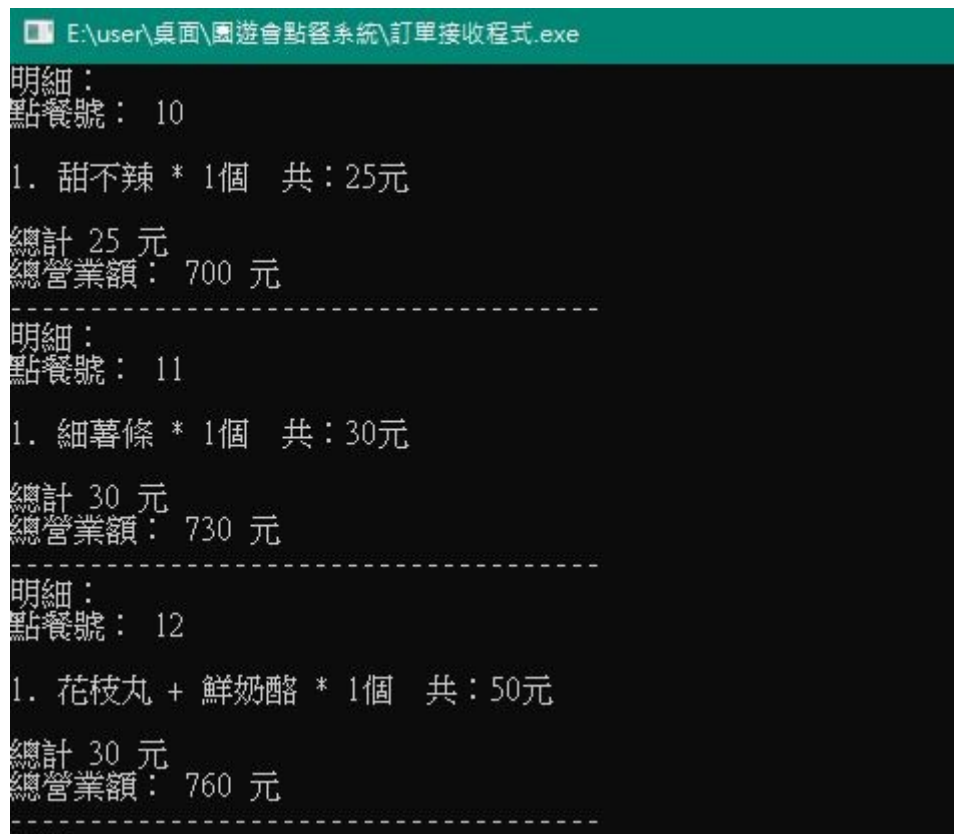 E:\user\桌面\園遊會點餐系統\訂單接收程式.exe
明細：
點餐號： 10
1. 甜不辣 * 1個 共：25元
總計 25 元
總營業額： 700 元
-------------------------------------
明細：
點餐號： 11
1. 細薯條 * 1個 共：30元
總計 30 元
總營業額： 730 元
-------------------------------------
明細：
點餐號： 12
1. 花枝丸 + 鮮奶酪 * 1個 共：50元
總計 30 元
總營業額： 760 元
-------------------------------------